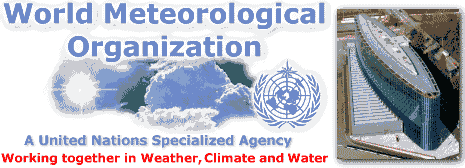 World Meteorological
Organization
A United Nations Specialized Agency
Working together in Weather, Climate and Water